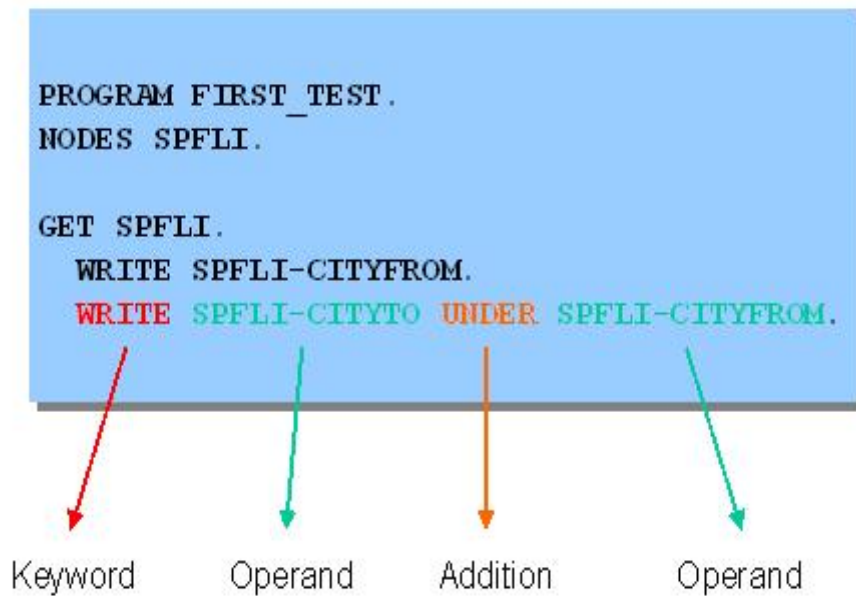 PROGRAM FIRST_TEST.
NODES SPFLI.
GET SPFLI.
WRITE SPFLI-CITYFROM.
WRITE SPFLI-CITYTO UNDER SPFLI-CITYFROM.
Keyword Operand Addition Operand